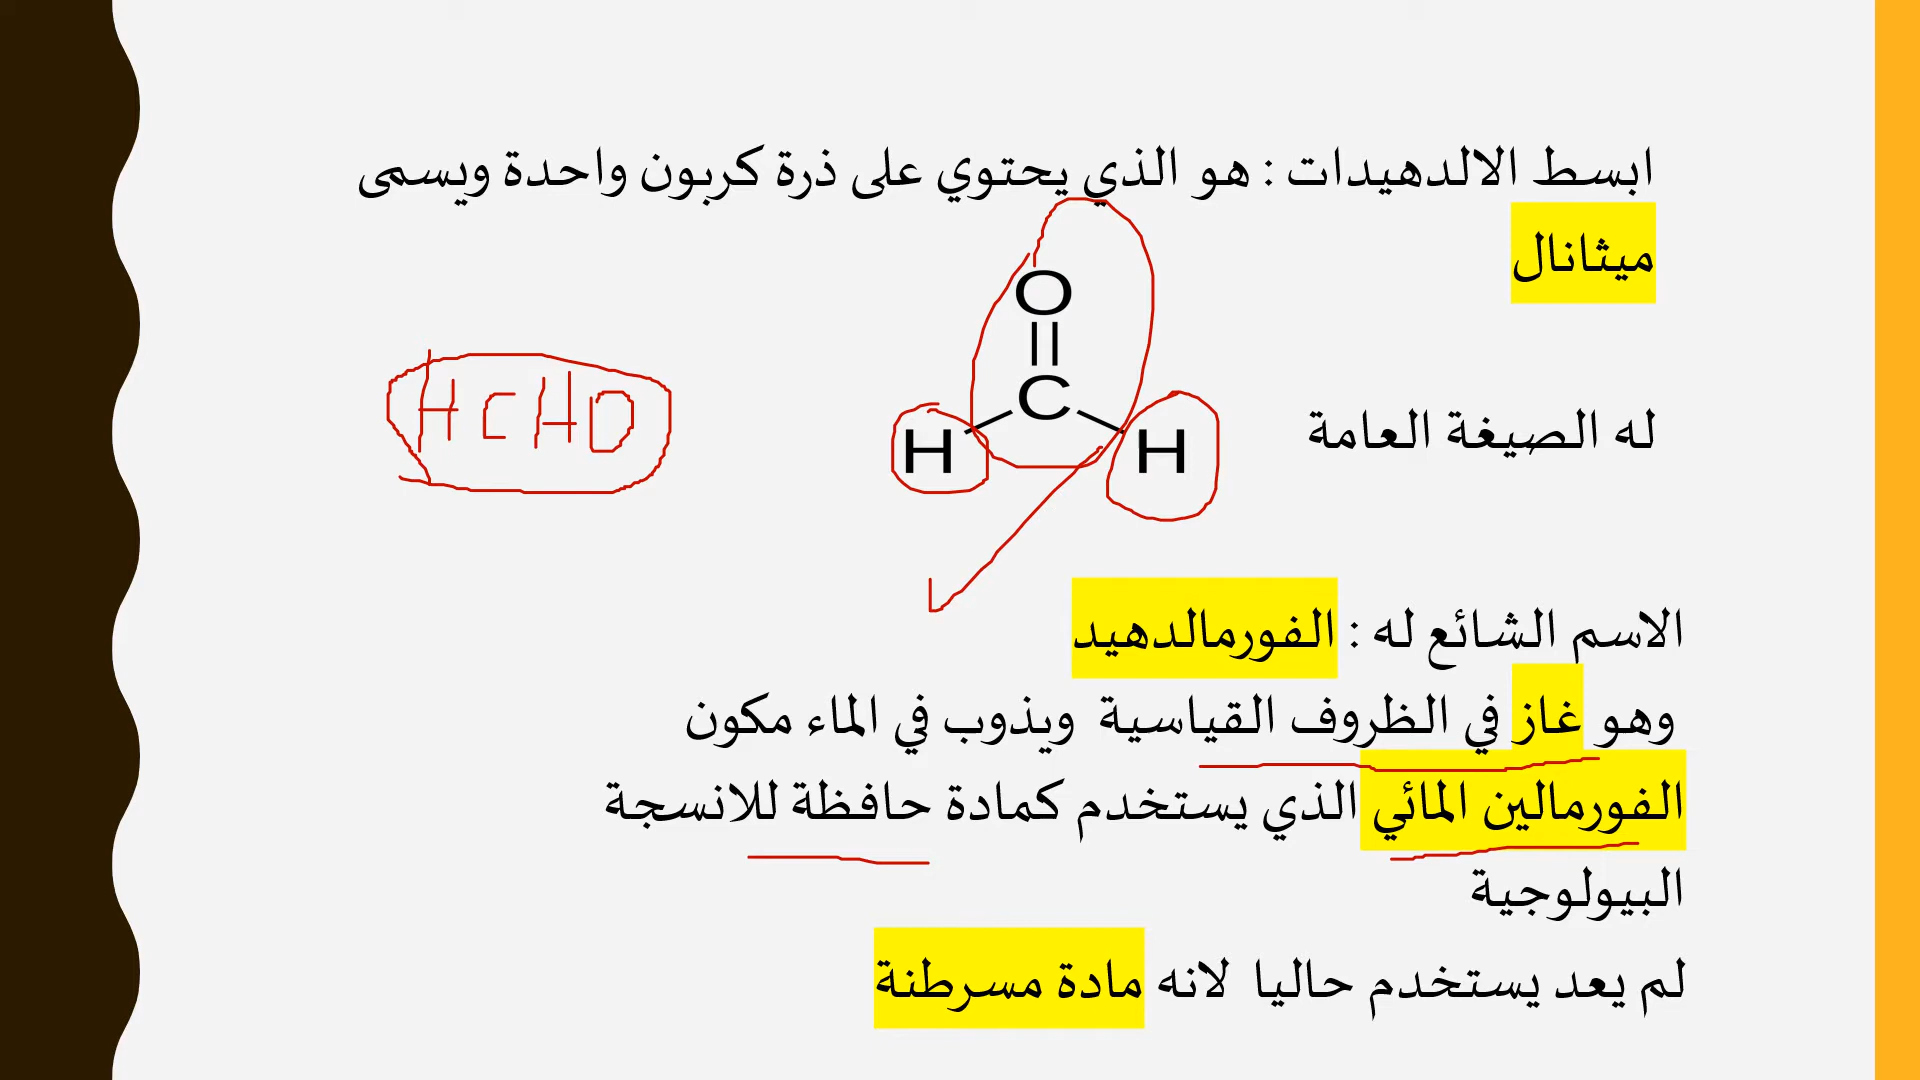 ابسط الالدهيدات : هو الذي يحتوي على ذرة كربون واحدة ويسمى
ميثانال
O
C
H H
له الصيغة العامة
HCHO
الاسم الشائع له : الفورمالدهيد
وهو غاز في الظروف القياسية ويذوب في الماء مكون
الفورمالين المائي الذي يستخدم كمادة حافظة للانسجة
البيولوجية
لم يعد يستخدم حاليا لانه مادة مسرطنة